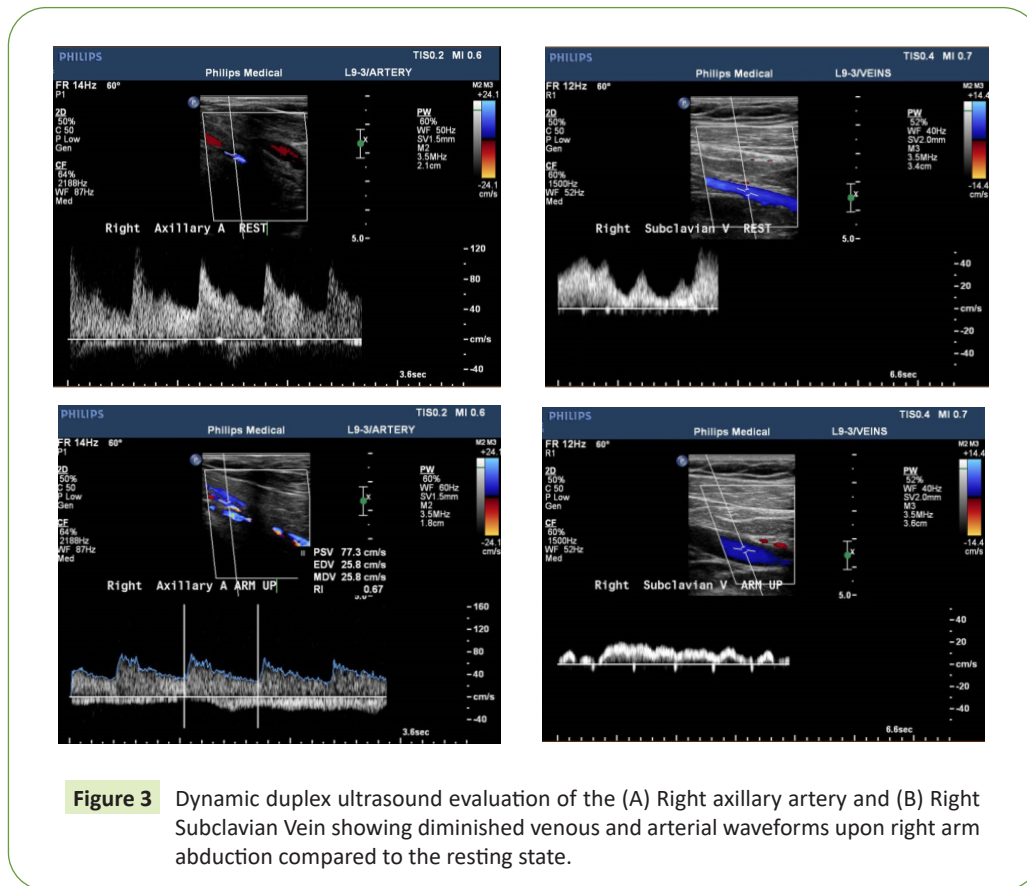 PHILIPS
TIS0.2 MI 0.6
Philips Medical
L9-3/ARTERY
FR 14Hz 60°
P1
2D
50%
C 50
P Low
Gen
CF
64%
2188Hz
WF 87Hz
Med
PW
60%
WF 50Hz
SV1.5mm
M2
3.5MHz
2.1cm
M2 M3
+24.1
-24.1
cm/s
x
5.0
Right Axillary A REST
120
80
40
cm/s
-40
3.6sec
PHILIPS
TIS0.4 MI 0.7
Philips Medical
L9-3/VEINS
FR 12Hz 60°
R1
2D
50%
C 50
P Low
Gen
CF
60%
1500Hz
WF 52Hz
Med
PW
52%
WF 40Hz
SV2.0mm
M3
3.5MHz
3.4cm
M2 M3
+14.4
-14.4
cm/s
x
5.0
Right Subclavian V REST
40
20
cm/s
-20
-40
6.6sec
PHILIPS
TIS0.2 MI 0.6
Philips Medical
L9-3/ARTERY
FR 14Hz 60°
P1
2D
50%
C 50
P Low
Gen
CF
64%
2188Hz
WF 87Hz
Med
PW
60%
WF 60Hz
SV1.5mm
M2
3.5MHz
1.8cm
M2 M3
+24.1
-24.1
cm/s
x
PSV 77.3 cm/s
EDV 25.8 cm/s
MDV 25.8 cm/s
RI 0.67
Right Axillary A ARM UP
160
120
80
40
cm/s
-40
3.6sec
PHILIPS
TIS0.4 MI 0.7
Philips Medical
L9-3/VEINS
FR 12Hz 60°
R1
2D
50%
C 50
P Low
Gen
CF
60%
1500Hz
WF 52Hz
Med
PW
52%
WF 40Hz
SV2.0mm
M3
3.5MHz
3.6cm
M2 M3
+14.4
-14.4
cm/s
x
5.0
Right Subclavian V ARM UP
40
20
cm/s
-20
-40
6.6sec
Figure 3 Dynamic duplex ultrasound evaluation of the (A) Right axillary artery and (B) Right
Subclavian Vein showing diminished venous and arterial waveforms upon right arm
abduction compared to the resting state.